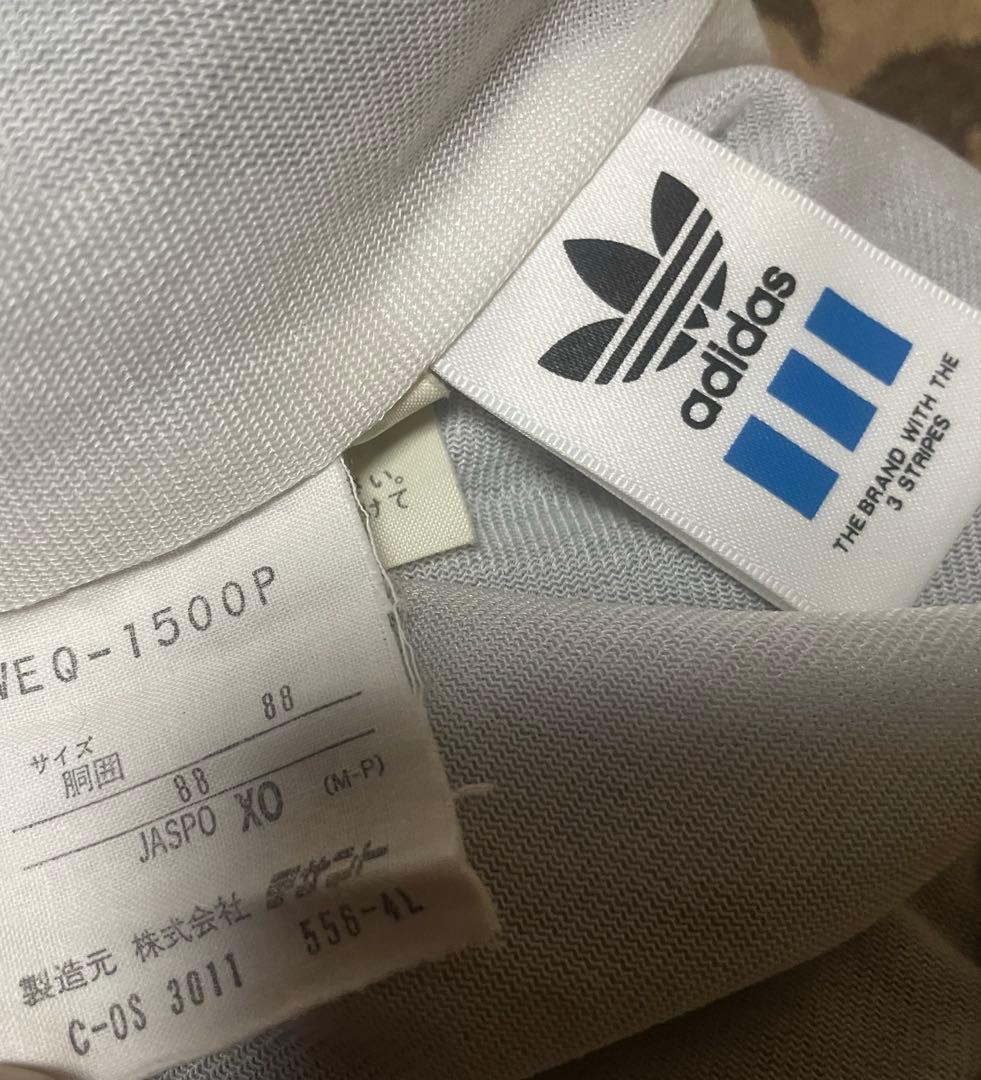 adidas
THE BRAND WITH THE
3 STRIPES
い。
けて
EQ-1500P
サイズ 88
胴囲 88 (M-P)
JASPO XO
製造元 株式会社 デサント
C-OS 3011 556-4L